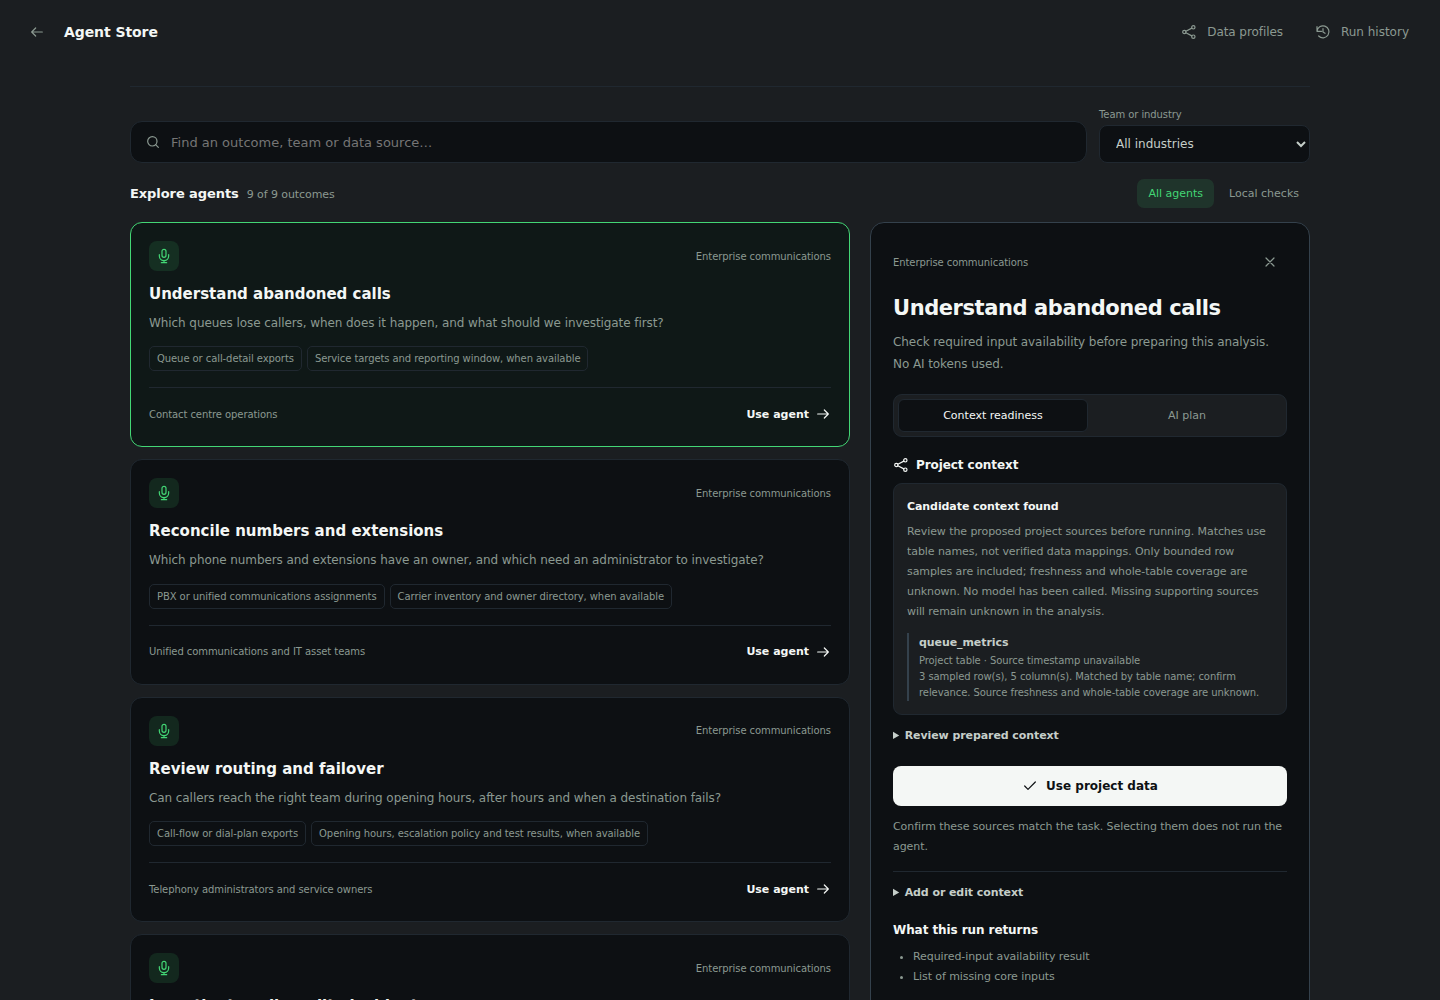 Agent Store
Data profiles
Run history
Team or industry
Find an outcome, team or data source...
All industries
Explore agents 9 of 9 outcomes
All agents
Local checks
Enterprise communications
Understand abandoned calls
Which queues lose callers, when does it happen, and what should we investigate first?
Queue or call-detail exports
Service targets and reporting window, when available
Contact centre operations
Use agent
Enterprise communications
Reconcile numbers and extensions
Which phone numbers and extensions have an owner, and which need an administrator to investigate?
PBX or unified communications assignments
Carrier inventory and owner directory, when available
Unified communications and IT asset teams
Use agent
Enterprise communications
Review routing and failover
Can callers reach the right team during opening hours, after hours and when a destination fails?
Call-flow or dial-plan exports
Opening hours, escalation policy and test results, when available
Telephony administrators and service owners
Use agent
Enterprise communications
Enterprise communications
Understand abandoned calls
Check required input availability before preparing this analysis.
No AI tokens used.
Context readiness
AI plan
Project context
Candidate context found
Review the proposed project sources before running. Matches use
table names, not verified data mappings. Only bounded row
samples are included; freshness and whole-table coverage are
unknown. No model has been called. Missing supporting sources
will remain unknown in the analysis.
queue_metrics
Project table · Source timestamp unavailable
3 sampled row(s), 5 column(s). Matched by table name; confirm
relevance. Source freshness and whole-table coverage are unknown.
Review prepared context
Use project data
Confirm these sources match the task. Selecting them does not run the
agent.
Add or edit context
What this run returns
• Required-input availability result
• List of missing core inputs